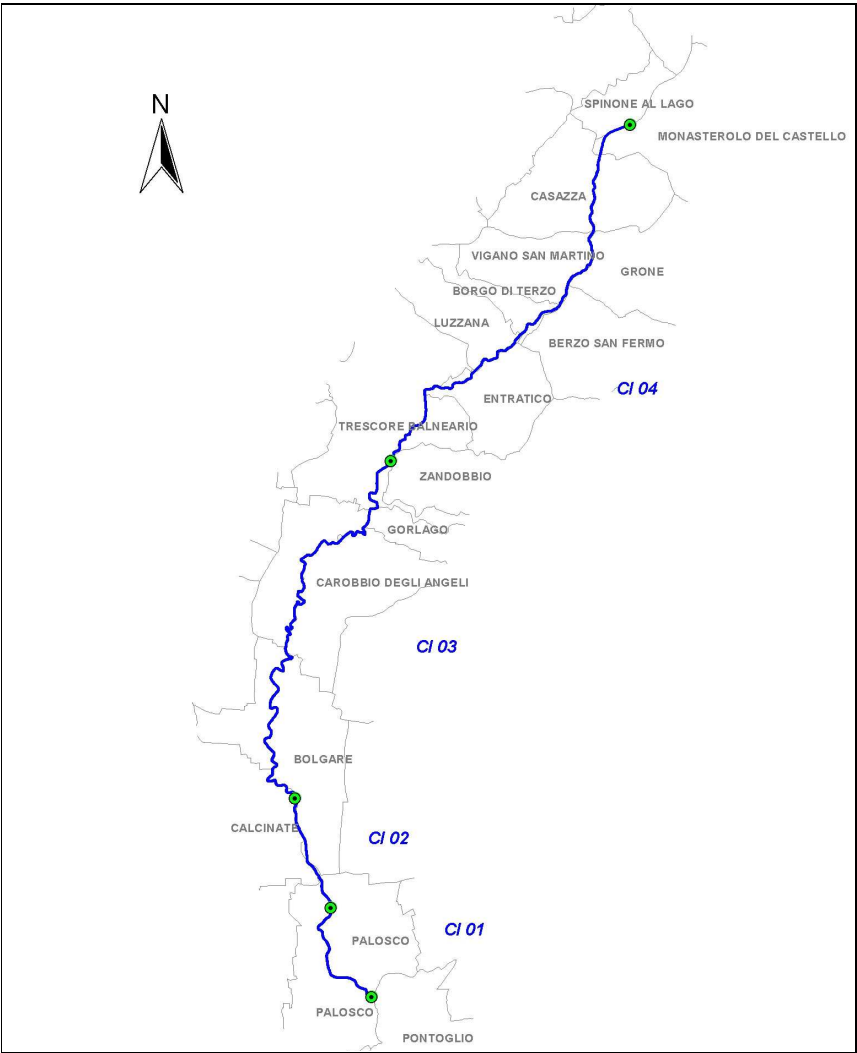 N
SPINONE AL LAGO
MONASTEROLO DEL CASTELLO
CASAZZA
VIGANO SAN MARTINO
GRONE
BORGO DI TERZO
LUZZANA
BERZO SAN FERMO
CI 04
ENTRATICO
TRESCORE BALNEARIO
ZANDOBBIO
GORLAGO
CAROBBIO DEGLI ANGELI
CI 03
BOLGARE
CALCINATE
CI 02
CI 01
PALOSCO
PALOSCO
PONTOGLIO